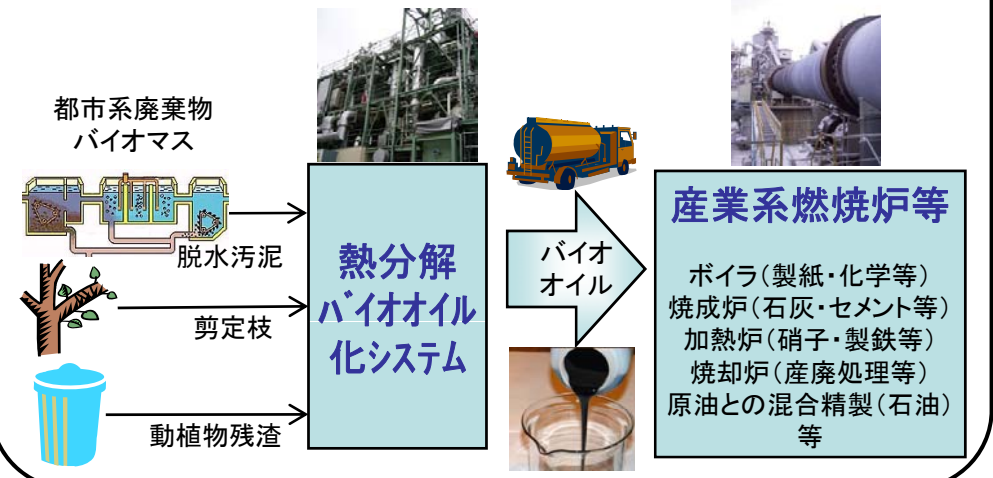 都市系廃棄物
バイオマス
脱水汚泥
剪定枝
動植物残渣
熱分解
バイオオイル
化システム
バイオ
オイル
産業系燃焼炉等
ボイラ(製紙・化学等)
焼成炉(石灰・セメント等)
加熱炉(硝子・製鉄等)
焼却炉(産廃処理等)
原油との混合精製(石油)
等